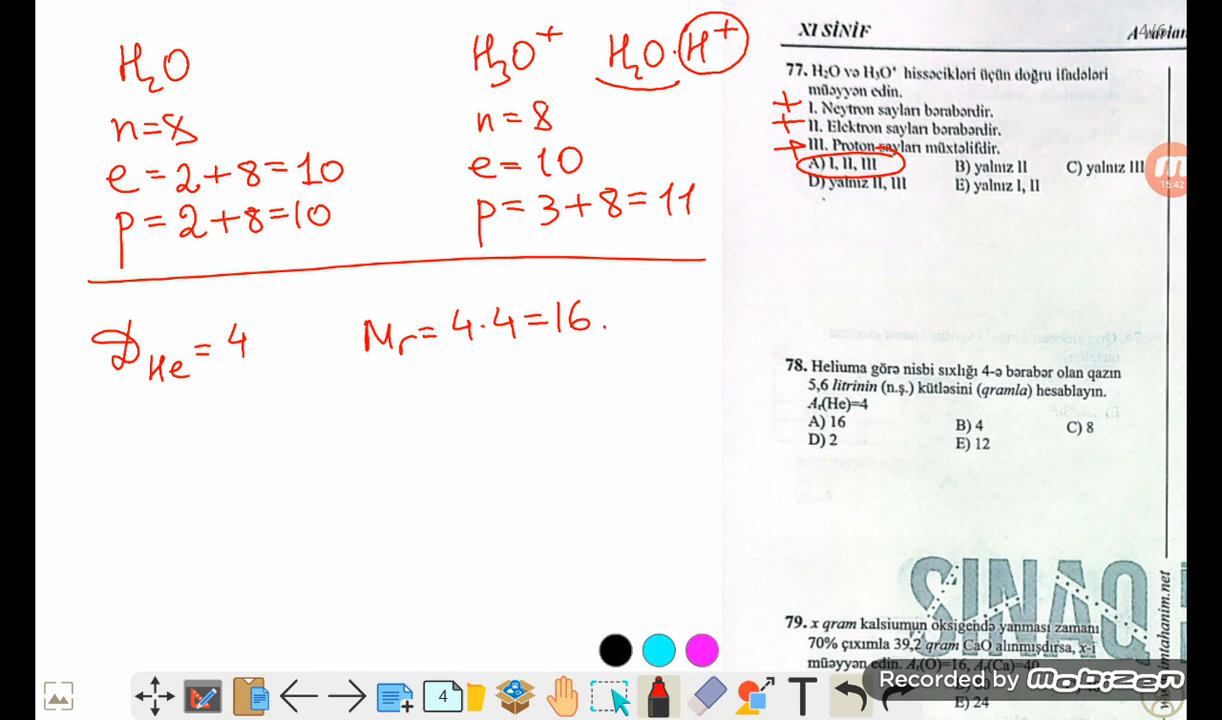 H₂O
n=8
e=2+8=10
p=2+8=10
H₃O⁺ H₂O·H⁺
n=8
e=10
p=3+8=11
D He = 4 Mr=4·4=16.
XI SİNİF
4/6
77. H₂O və H₃O⁺ hissəcikləri üçün doğru ifadələri
müəyyən edin.
+ I. Neytron sayları bərabərdir.
+ II. Elektron sayları bərabərdir.
+ III. Proton sayları müxtəlifdir.
A) I, II, III B) yalnız II C) yalnız III
D) yalnız II, III E) yalnız I, II
15:42
78. Heliuma görə nisbi sıxlığı 4-ə bərabər olan qazın
5,6 litrinin (n.ş.) kütləsini (qramla) hesablayın.
Aᵣ(He)=4
A) 16 B) 4 C) 8
D) 2 E) 12
SINAQ
79. x qram kalsiumun oksigendə yanması zamanı
70% çıxımla 39,2 qram CaO alınmışdırsa, x-i
müəyyən edin. Aᵣ(O)=16, Aᵣ(Ca)=40
E) 24
imtahanim.net
Recorded by mobizen
4
T